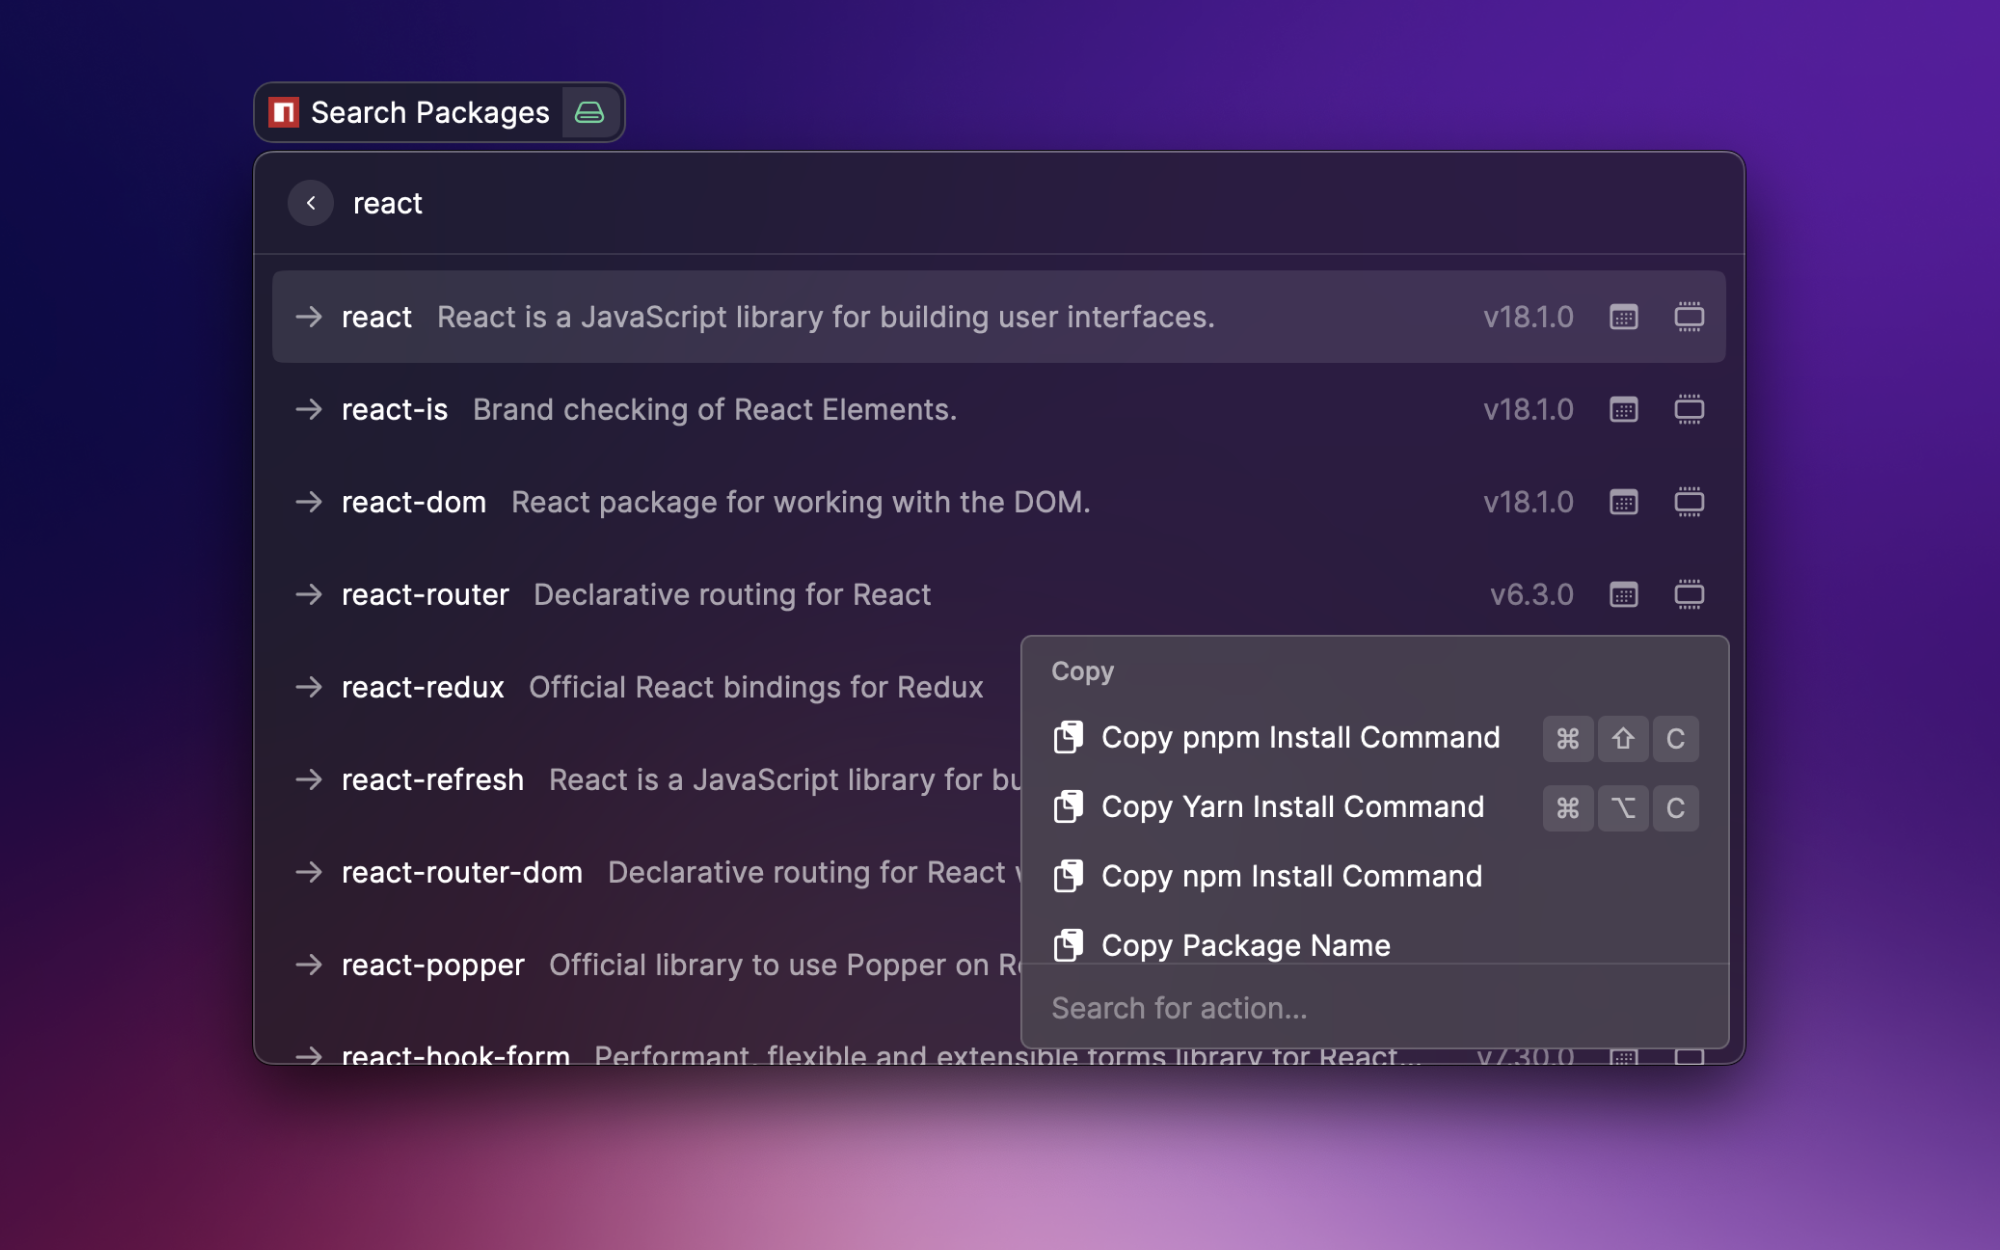 Search Packages
react
react React is a JavaScript library for building user interfaces. v18.1.0
react-is Brand checking of React Elements. v18.1.0
react-dom React package for working with the DOM. v18.1.0
react-router Declarative routing for React v6.3.0
react-redux Official React bindings for Redux
react-refresh React is a JavaScript library for bu
react-router-dom Declarative routing for React
react-popper Official library to use Popper on Re
react-hook-form Performant, flexible and extensible forms library for React... v7.30.0
Copy
Copy pnpm Install Command ⌘ ⇧ C
Copy Yarn Install Command ⌘ ⌥ C
Copy npm Install Command
Copy Package Name
Search for action...